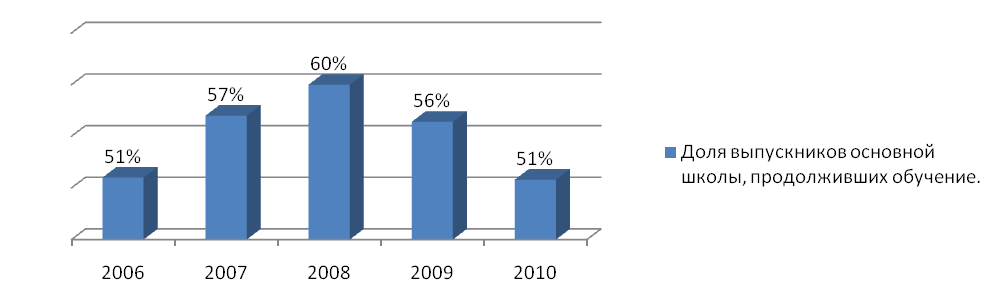 60%
57%
56%
51%
51%
Доля выпускников основной
школы, продолживших обучение.
2006 2007 2008 2009 2010